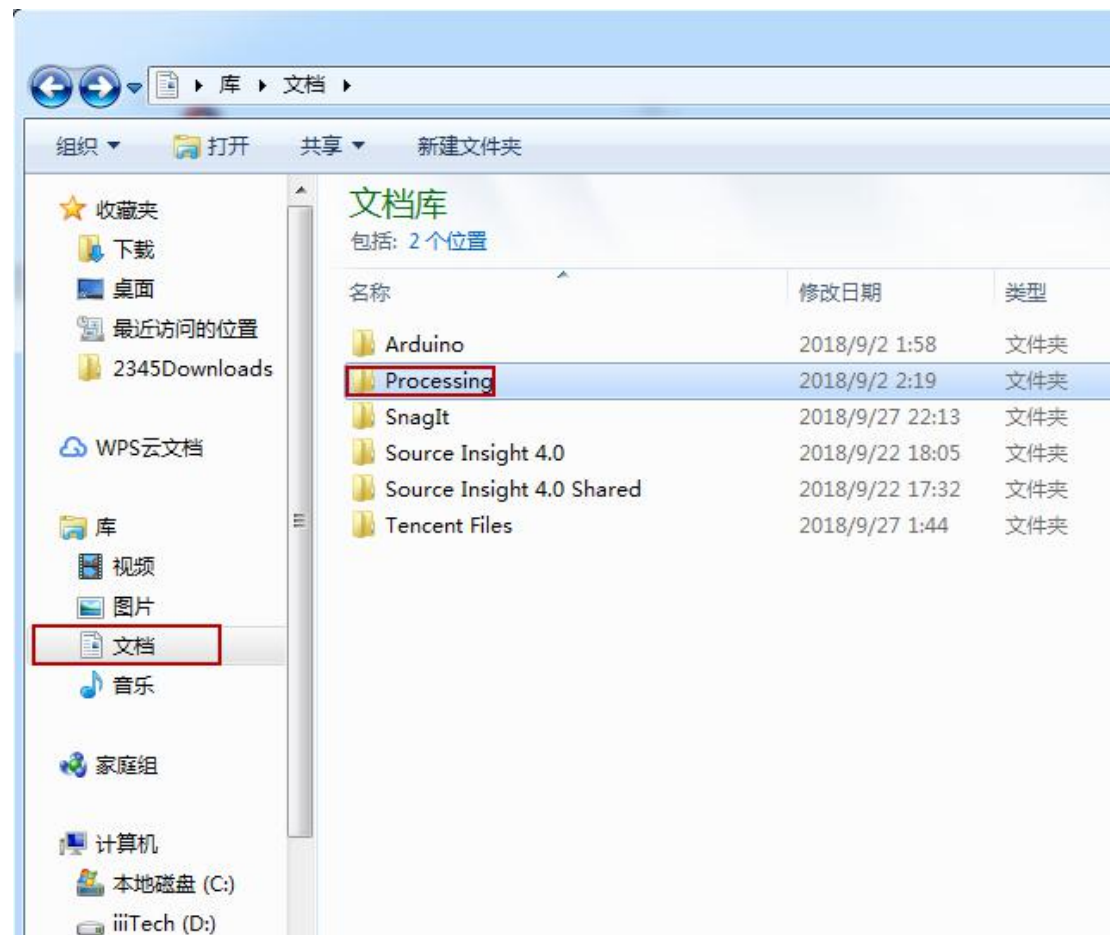 库 文档
组织 打开 共享 新建文件夹
收藏夹
下载
桌面
最近访问的位置
2345Downloads
WPS云文档
库
视频
图片
文档
音乐
家庭组
计算机
本地磁盘 (C:)
iiiTech (D:)
文档库
包括: 2 个位置
名称 修改日期 类型
Arduino 2018/9/2 1:58 文件夹
Processing 2018/9/2 2:19 文件夹
SnagIt 2018/9/27 22:13 文件夹
Source Insight 4.0 2018/9/22 18:05 文件夹
Source Insight 4.0 Shared 2018/9/22 17:32 文件夹
Tencent Files 2018/9/27 1:44 文件夹